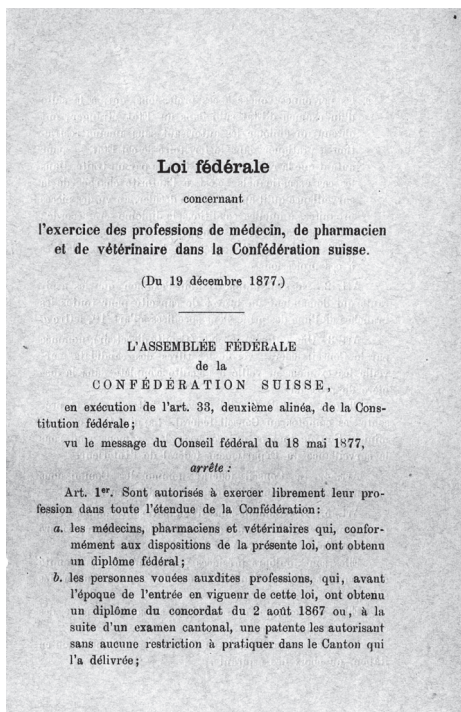 Loi fédérale
concernant
l'exercice des professions de médecin, de pharmacien
et de vétérinaire dans la Confédération suisse.
(Du 19 décembre 1877.)
L'ASSEMBLÉE FÉDÉRALE
de la
CONFÉDÉRATION SUISSE,
en exécution de l'art. 33, deuxième alinéa, de la Cons-
titution fédérale;
vu le message du Conseil fédéral du 18 mai 1877,
arrête :
Art. 1er. Sont autorisés à exercer librement leur pro-
fession dans toute l'étendue de la Confédération:
a. les médecins, pharmaciens et vétérinaires qui, confor-
mément aux dispositions de la présente loi, ont obtenu
un diplôme fédéral;
b. les personnes vouées auxdites professions, qui, avant
l'époque de l'entrée en vigueur de cette loi, ont obtenu
un diplôme du concordat du 2 août 1867 ou, à la
suite d'un examen cantonal, une patente les autorisant
sans aucune restriction à pratiquer dans le Canton qui
l'a délivrée;